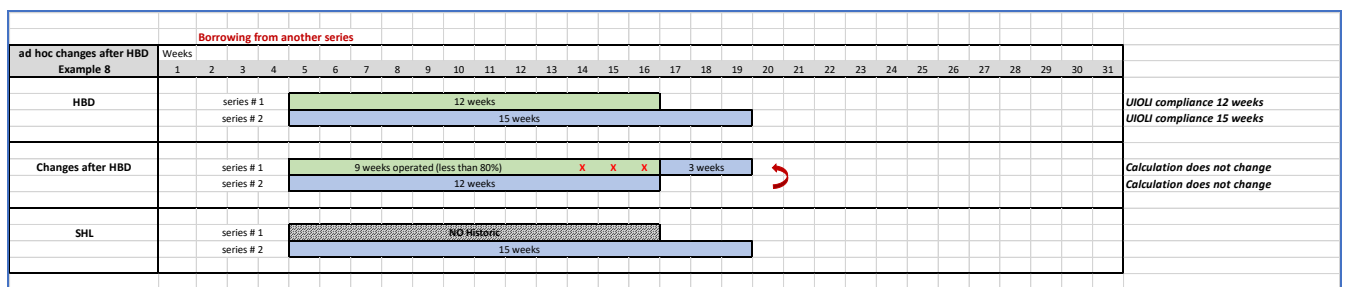 Borrowing from another series
ad hoc changes after HBD Weeks
Example 8 1 2 3 4 5 6 7 8 9 10 11 12 13 14 15 16 17 18 19 20 21 22 23 24 25 26 27 28 29 30 31
HBD series # 1 12 weeks UIOLI compliance 12 weeks
series # 2 15 weeks UIOLI compliance 15 weeks
Changes after HBD series # 1 9 weeks operated (less than 80%) X X X 3 weeks Calculation does not change
series # 2 12 weeks Calculation does not change
SHL series # 1 NO Historic
series # 2 15 weeks